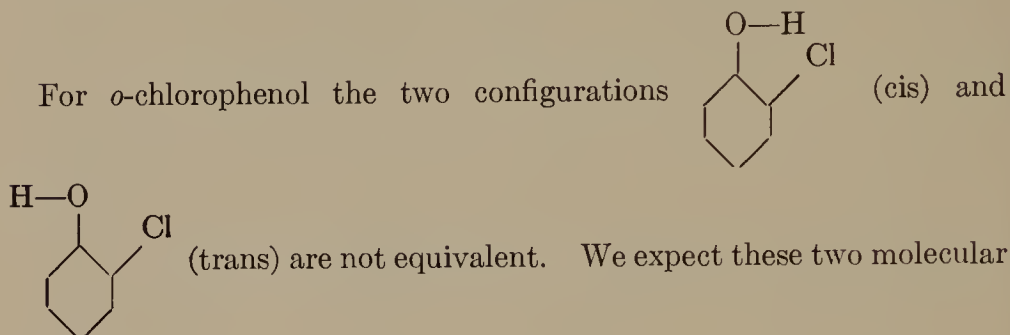 O—H
Cl
For o-chlorophenol the two configurations (cis) and
H—O
Cl
(trans) are not equivalent. We expect these two molecular